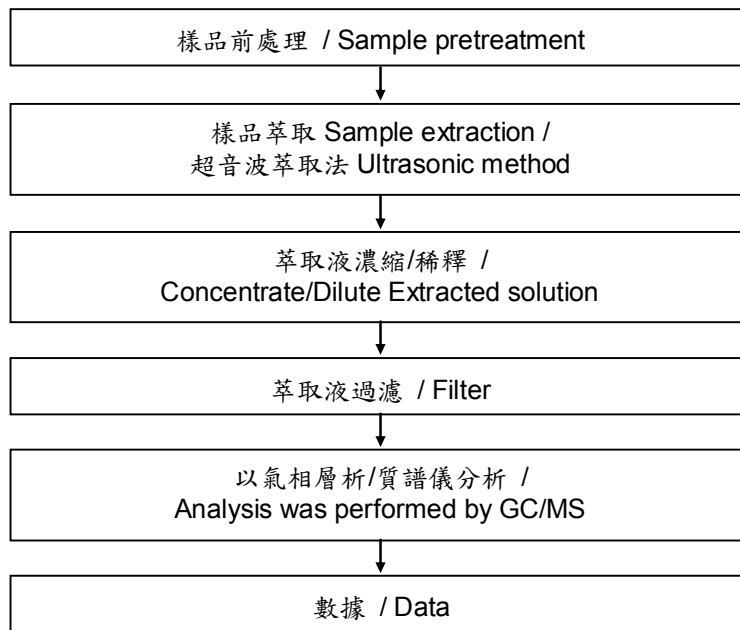 樣品前處理 / Sample pretreatment
樣品萃取 Sample extraction /
超音波萃取法 Ultrasonic method
萃取液濃縮/稀釋 /
Concentrate/Dilute Extracted solution
萃取液過濾 / Filter
以氣相層析/質譜儀分析 /
Analysis was performed by GC/MS
數據 / Data